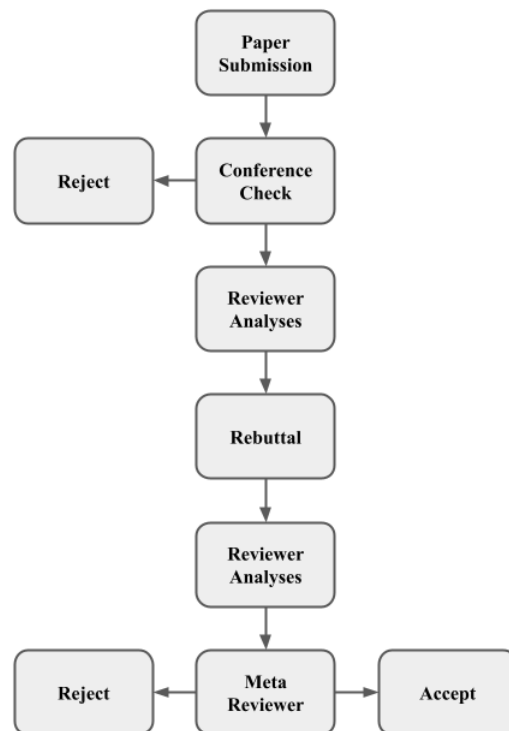 Paper
Submission
Reject
Conference
Check
Reviewer
Analyses
Rebuttal
Reviewer
Analyses
Reject
Meta
Reviewer
Accept